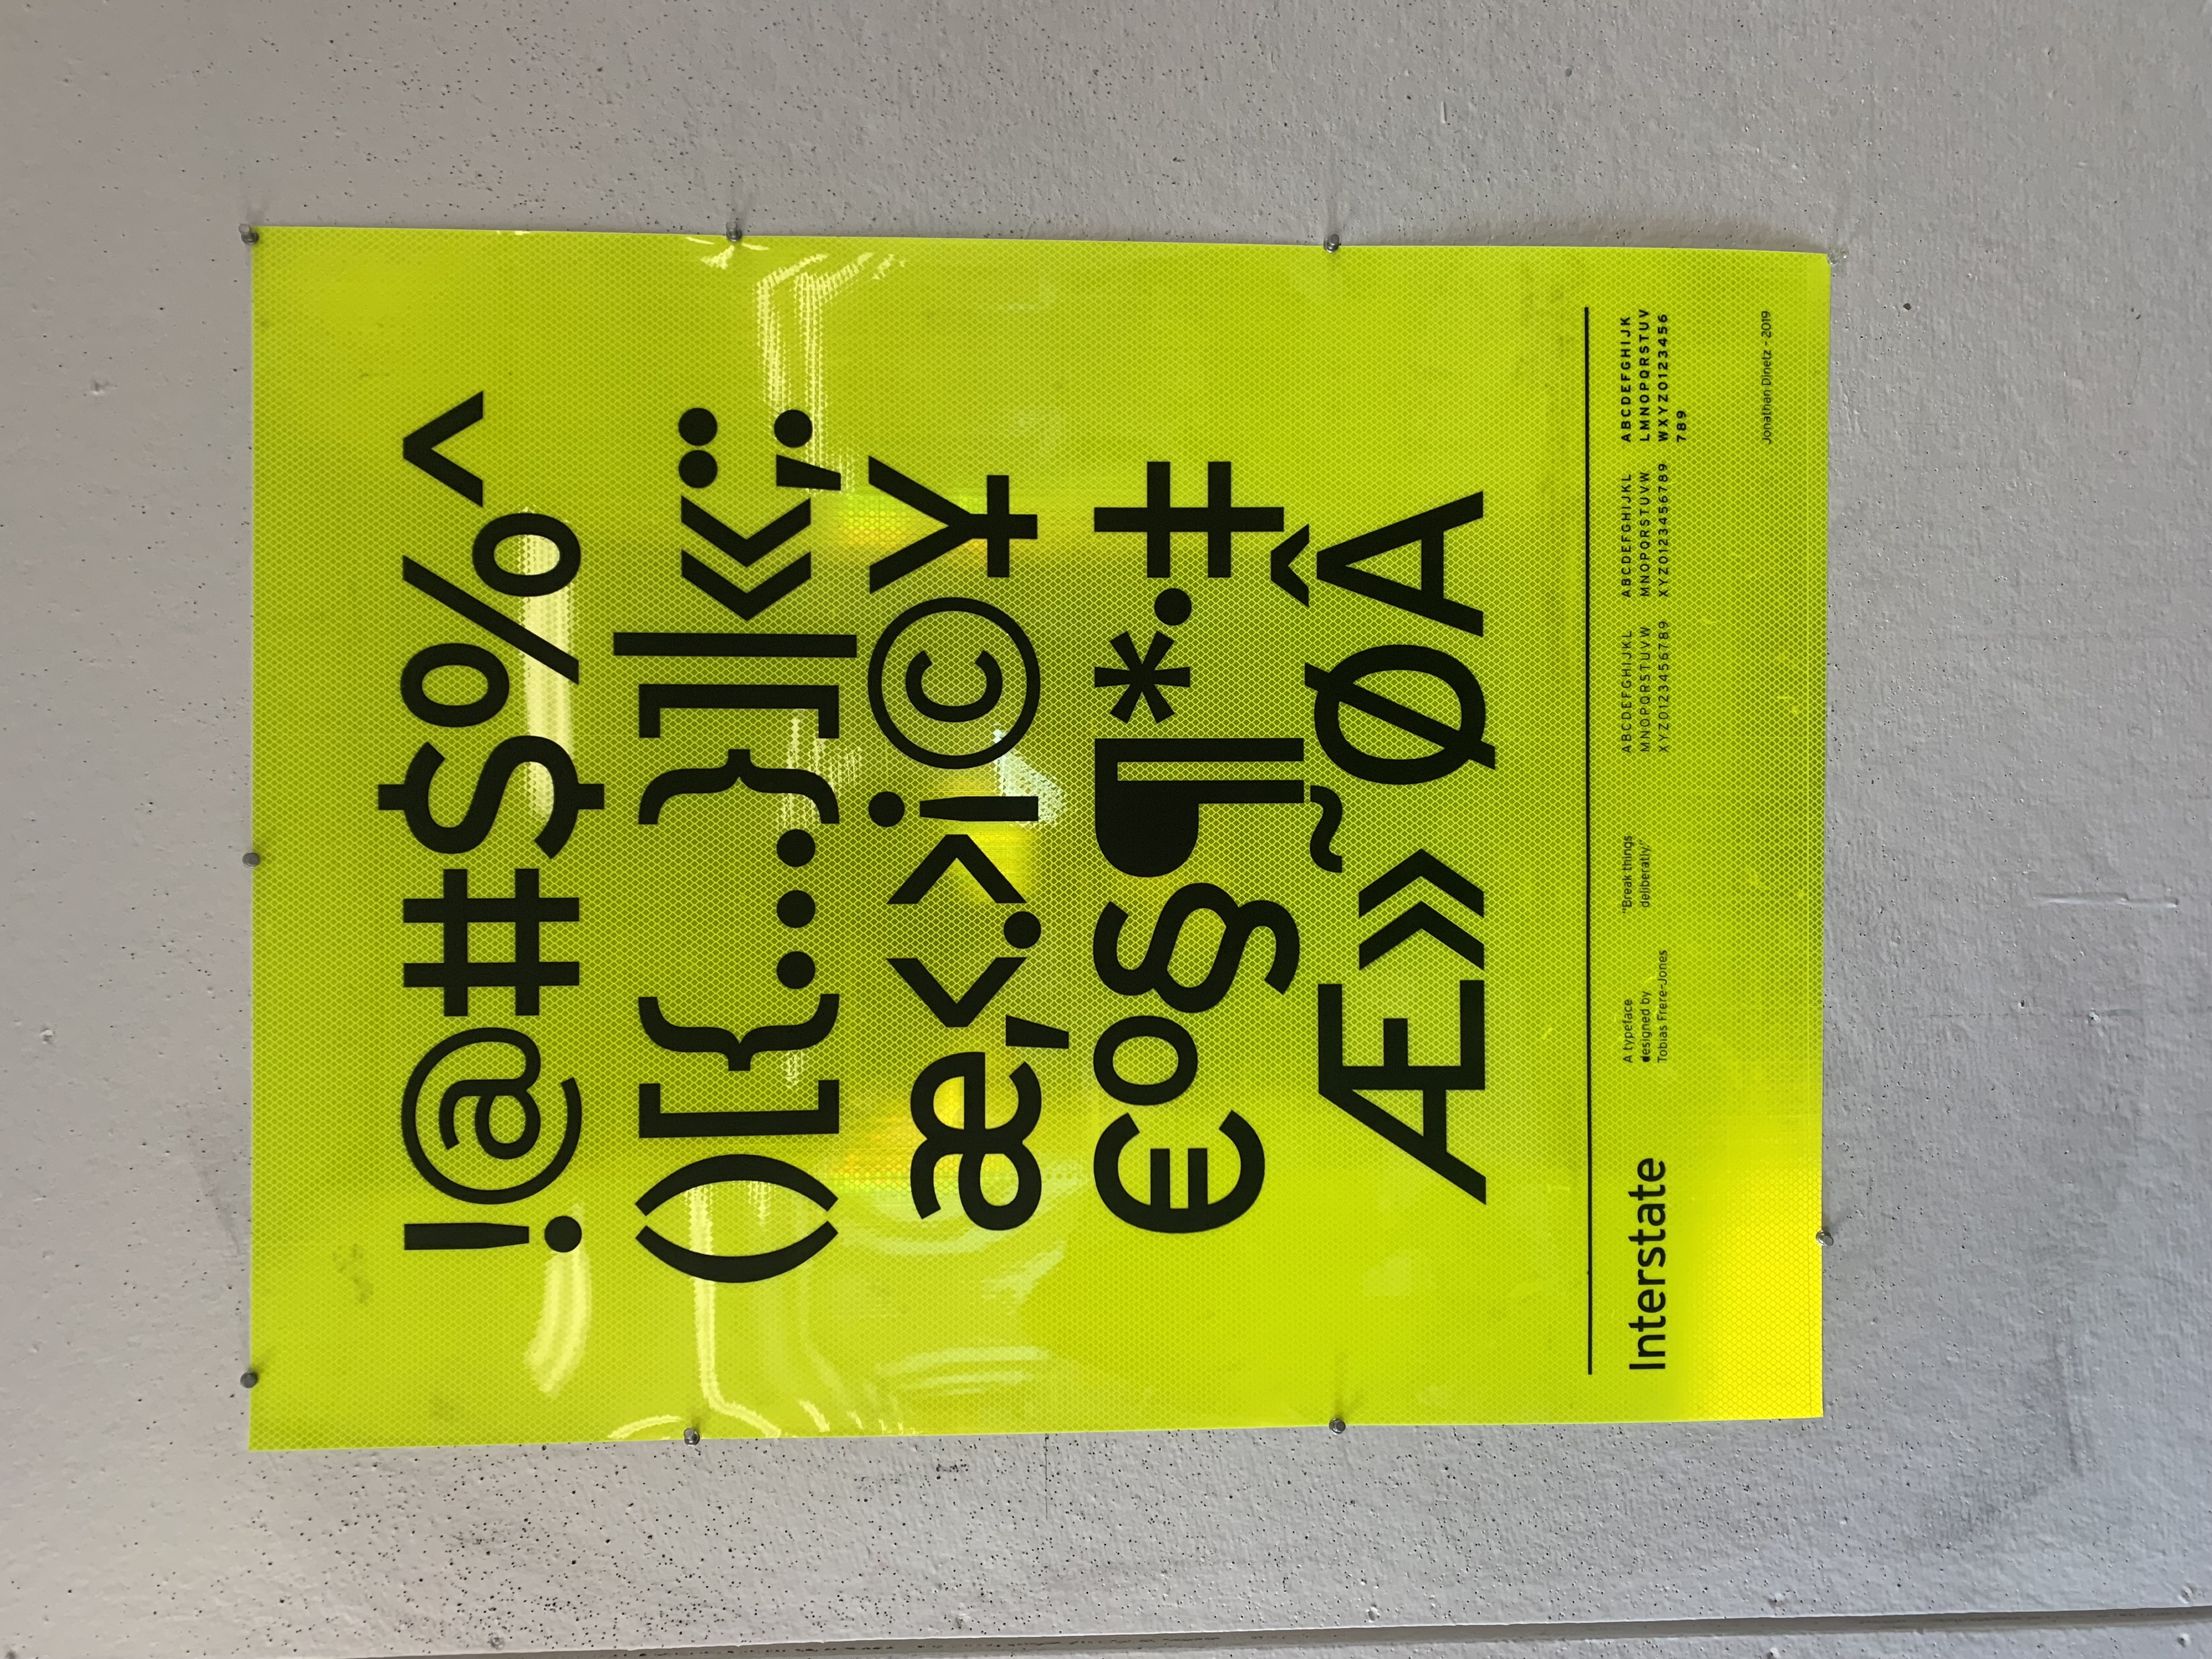 !@#$%^
()[{...}]|«;:
æ,<.>¡©¥
€º§¶*·‡
Æ»˜ØÂ
Interstate
A typeface
designed by
Tobias Frere-Jones
“Break things
deliberatly.”
ABCDEFGHIJKL
MNOPQRSTUVW
XYZ0123456789
ABCDEFGHIJKL
MNOPQRSTUVW
XYZ0123456789
ABCDEFGHIJK
LMNOPQRSTUV
WXYZ0123456
789
Jonathan Dinetz - 2019